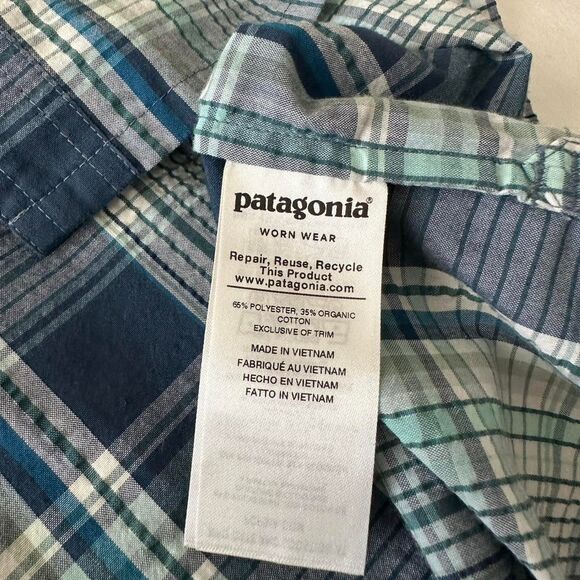 patagonia®
WORN WEAR
Repair, Reuse, Recycle
This Product
www.patagonia.com
65% POLYESTER, 35% ORGANIC
COTTON
EXCLUSIVE OF TRIM
MADE IN VIETNAM
FABRIQUÉ AU VIETNAM
HECHO EN VIETNAM
FATTO IN VIETNAM